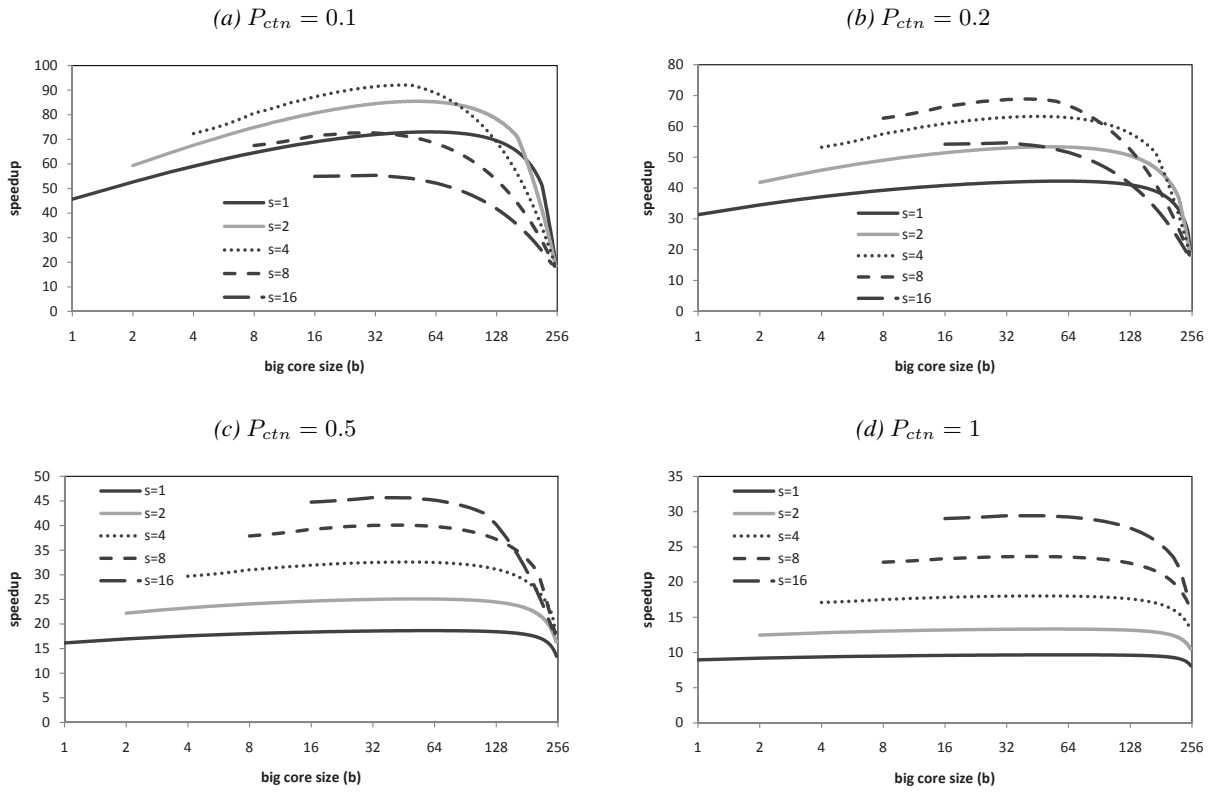 (a) P_ctn = 0.1
100
90
80
70
60
50
40
30
20
10
0
speedup
s=1
s=2
s=4
s=8
s=16
1 2 4 8 16 32 64 128 256
big core size (b)
(b) P_ctn = 0.2
80
70
60
50
40
30
20
10
0
speedup
s=1
s=2
s=4
s=8
s=16
1 2 4 8 16 32 64 128 256
big core size (b)
(c) P_ctn = 0.5
50
45
40
35
30
25
20
15
10
5
0
speedup
s=1
s=2
s=4
s=8
s=16
1 2 4 8 16 32 64 128 256
big core size (b)
(d) P_ctn = 1
35
30
25
20
15
10
5
0
speedup
s=1
s=2
s=4
s=8
s=16
1 2 4 8 16 32 64 128 256
big core size (b)